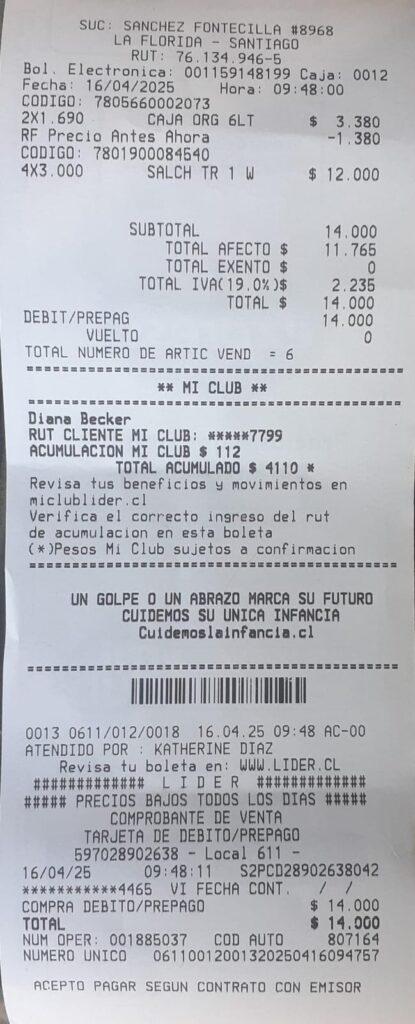 SUC: SANCHEZ FONTECILLA #8968
LA FLORIDA - SANTIAGO
RUT: 76.134.946-5
Bol. Electronica: 001159148199 Caja: 0012
Fecha: 16/04/2025 Hora: 09:48:00
CODIGO: 7805660002073
2X1.690 CAJA ORG 6LT $ 3.380
RF Precio Antes Ahora -1.380
CODIGO: 7801900084540
4X3.000 SALCH TR 1 W $ 12.000
SUBTOTAL 14.000
TOTAL AFECTO $ 11.765
TOTAL EXENTO $ 0
TOTAL IVA(19.0%)$ 2.235
TOTAL $ 14.000
DEBIT/PREPAG 14.000
VUELTO 0
TOTAL NUMERO DE ARTIC VEND = 6
** MI CLUB **
Diana Becker
RUT CLIENTE MI CLUB: *****7799
ACUMULACION MI CLUB $ 112
TOTAL ACUMULADO $ 4110 *
Revisa tus beneficios y movimientos en
miclublider.cl
Verifica el correcto ingreso del rut
de acumulacion en esta boleta
(*)Pesos Mi Club sujetos a confirmacion
UN GOLPE O UN ABRAZO MARCA SU FUTURO
CUIDEMOS SU UNICA INFANCIA
Cuidemoslainfancia.cl
0013 0611/012/0018 16.04.25 09:48 AC-00
ATENDIDO POR : KATHERINE DIAZ
Revisa tu boleta en: WWW.LIDER.CL
############# L I D E R #############
##### PRECIOS BAJOS TODOS LOS DIAS #####
COMPROBANTE DE VENTA
TARJETA DE DEBITO/PREPAGO
597028902638 - Local 611 -
16/04/25 09:48:11 S2PCD28902638042
************4465 VI FECHA CONT. / /
COMPRA DEBITO/PREPAGO $ 14.000
TOTAL $ 14.000
NUM OPER: 001885037 COD AUTO 807164
NUMERO UNICO 06110012001320250416094757
ACEPTO PAGAR SEGUN CONTRATO CON EMISOR